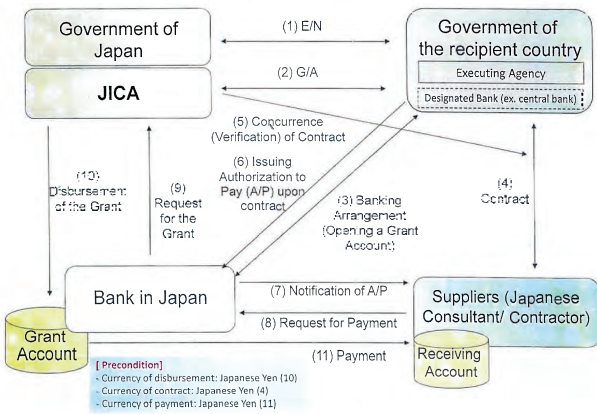 Government of
Japan
(1) E/N
Government of
the recipient country
Executing Agency
Designated Bank (ex. central bank)
JICA
(2) G/A
(5) Concurrence
(Verification) of Contract
(6) Issuing
Authorization to
Pay (A/P) upon
contract
(10)
Disbursement
of the Grant
(9)
Request
for the
Grant
(3) Banking
Arrangement
(Opening a Grant
Account)
(4)
Contract
Bank in Japan
(7) Notification of A/P
(8) Request for Payment
Suppliers (Japanese
Consultant/ Contractor)
Grant
Account
(11) Payment
Receiving
Account
[ Precondition]
- Currency of disbursement: Japanese Yen (10)
- Currency of contract: Japanese Yen (4)
- Currency of payment: Japanese Yen (11)